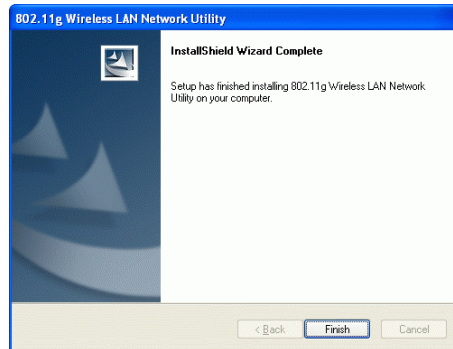 802.11g Wireless LAN Network Utility
InstallShield Wizard Complete
Setup has finished installing 802.11g Wireless LAN Network
Utility on your computer.
< Back Finish Cancel